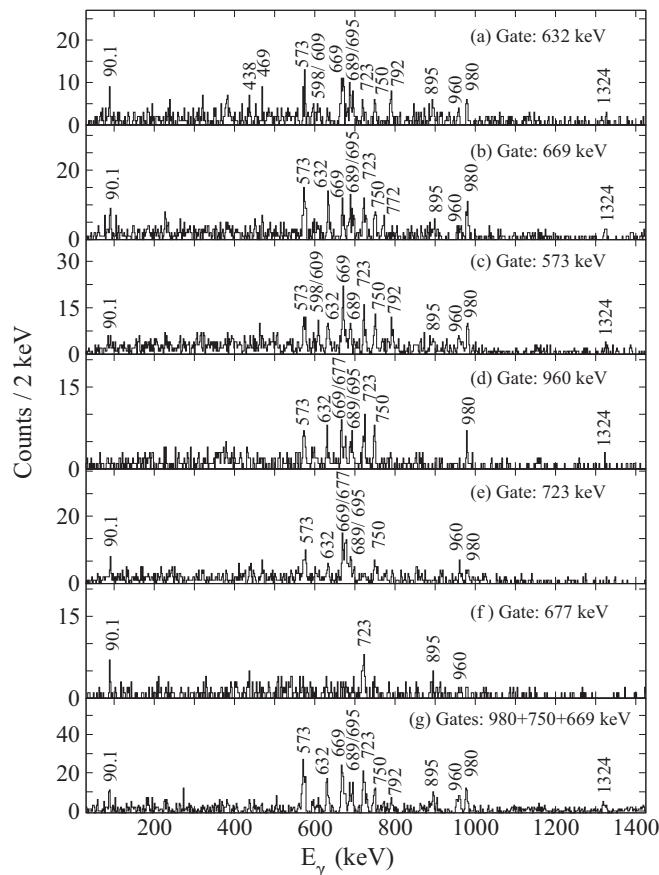 Counts / 2 keV
(a) Gate: 632 keV
90.1 438 469 573 598/609 669 689/695 723 750 792 895 960 980 1324
20
10
0
(b) Gate: 669 keV
90.1 573 632 669 689/695 723 750 772 895 960 980 1324
20
10
0
(c) Gate: 573 keV
90.1 573 598/609 632 669 689 723 750 792 895 960 980 1324
30
15
0
(d) Gate: 960 keV
573 632 669/677 689/695 723 750 980 1324
15
0
(e) Gate: 723 keV
90.1 573 632 669/677 689/ 695 750 960 980
20
0
(f) Gate: 677 keV
90.1 723 895 960
15
0
(g) Gates: 980+750+669 keV
90.1 573 632 669 689/695 723 750 792 895 960 980 1324
40
20
0
200 400 600 800 1000 1200 1400
Eγ (keV)